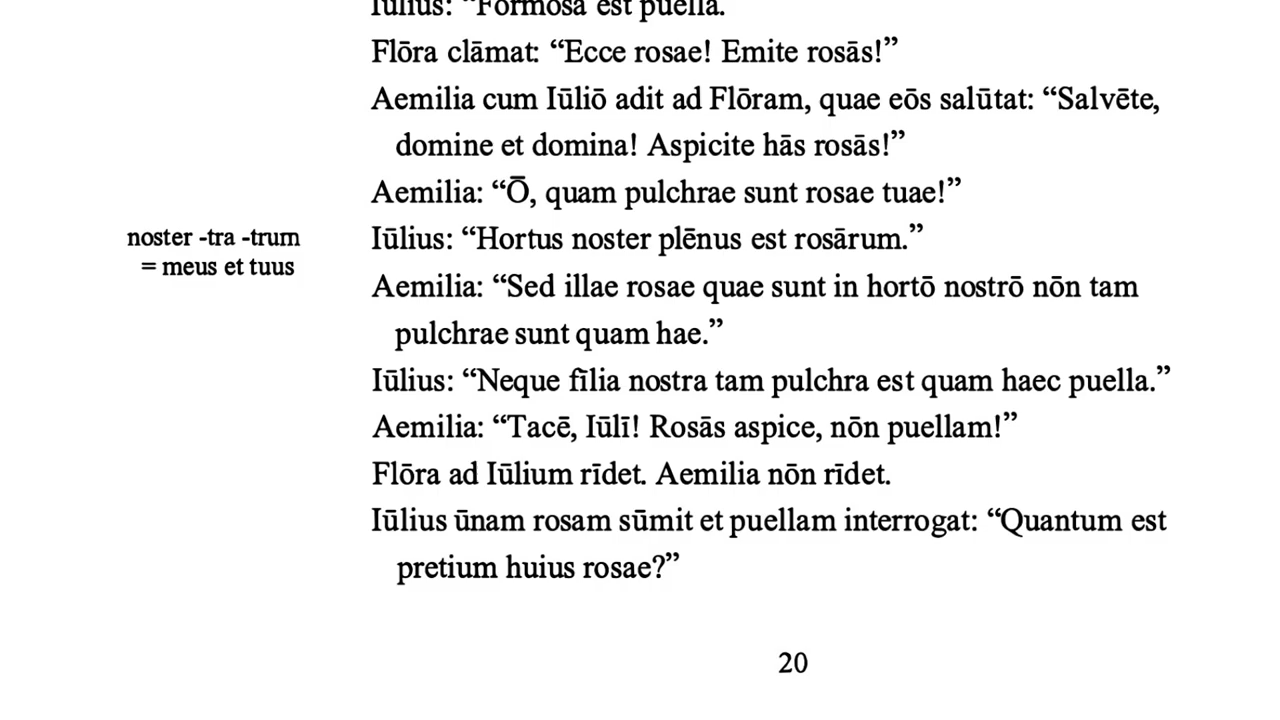 Iūlius: “Fōrmōsa est puella.
Flōra clāmat: “Ecce rosae! Emite rosās!”
Aemilia cum Iūliō adit ad Flōram, quae eōs salūtat: “Salvēte,
domine et domina! Aspicite hās rosās!”
Aemilia: “Ō, quam pulchrae sunt rosae tuae!”
noster -tra -trum
= meus et tuus
Iūlius: “Hortus noster plēnus est rosārum.”
Aemilia: “Sed illae rosae quae sunt in hortō nostrō nōn tam
pulchrae sunt quam hae.”
Iūlius: “Neque fīlia nostra tam pulchra est quam haec puella.”
Aemilia: “Tacē, Iūlī! Rosās aspice, nōn puellam!”
Flōra ad Iūlium rīdet. Aemilia nōn rīdet.
Iūlius ūnam rosam sūmit et puellam interrogat: “Quantum est
pretium huius rosae?”
20